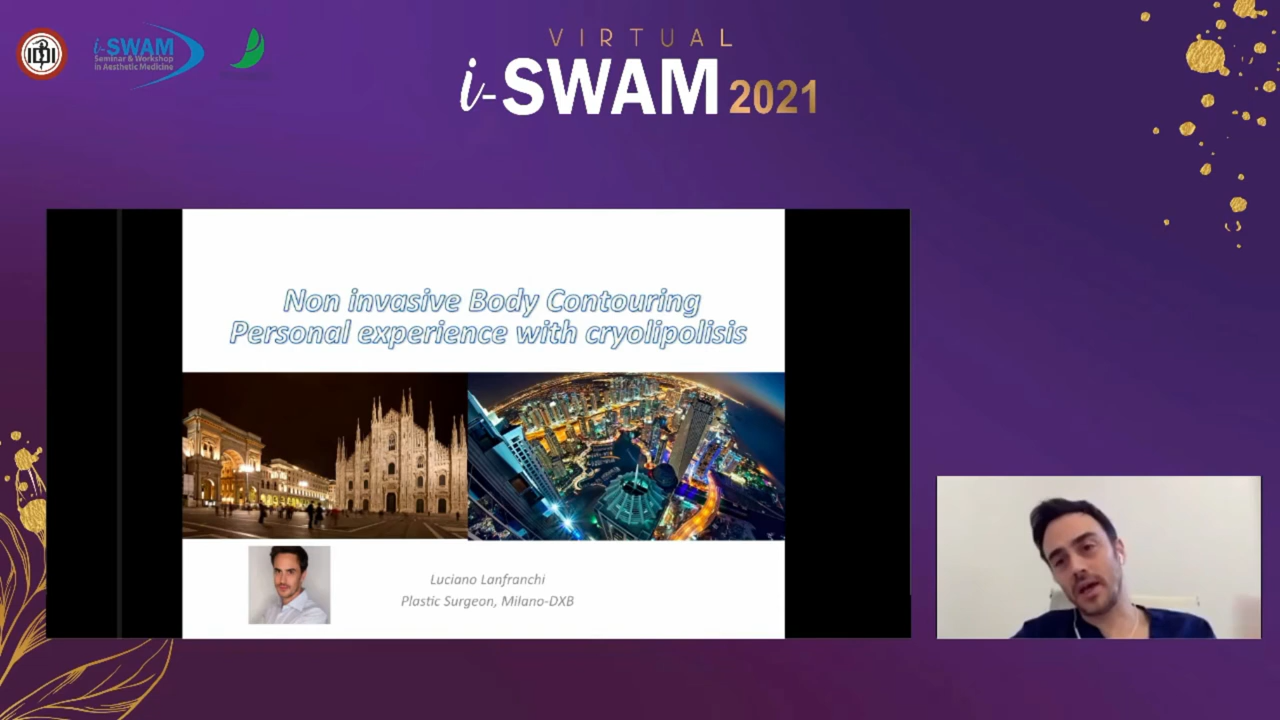 i-SWAM
Seminar & Workshop
in Aesthetic Medicine
VIRTUAL
i-SWAM 2021
Non invasive Body Contouring
Personal experience with cryolipolisis
Luciano Lanfranchi
Plastic Surgeon, Milano-DXB